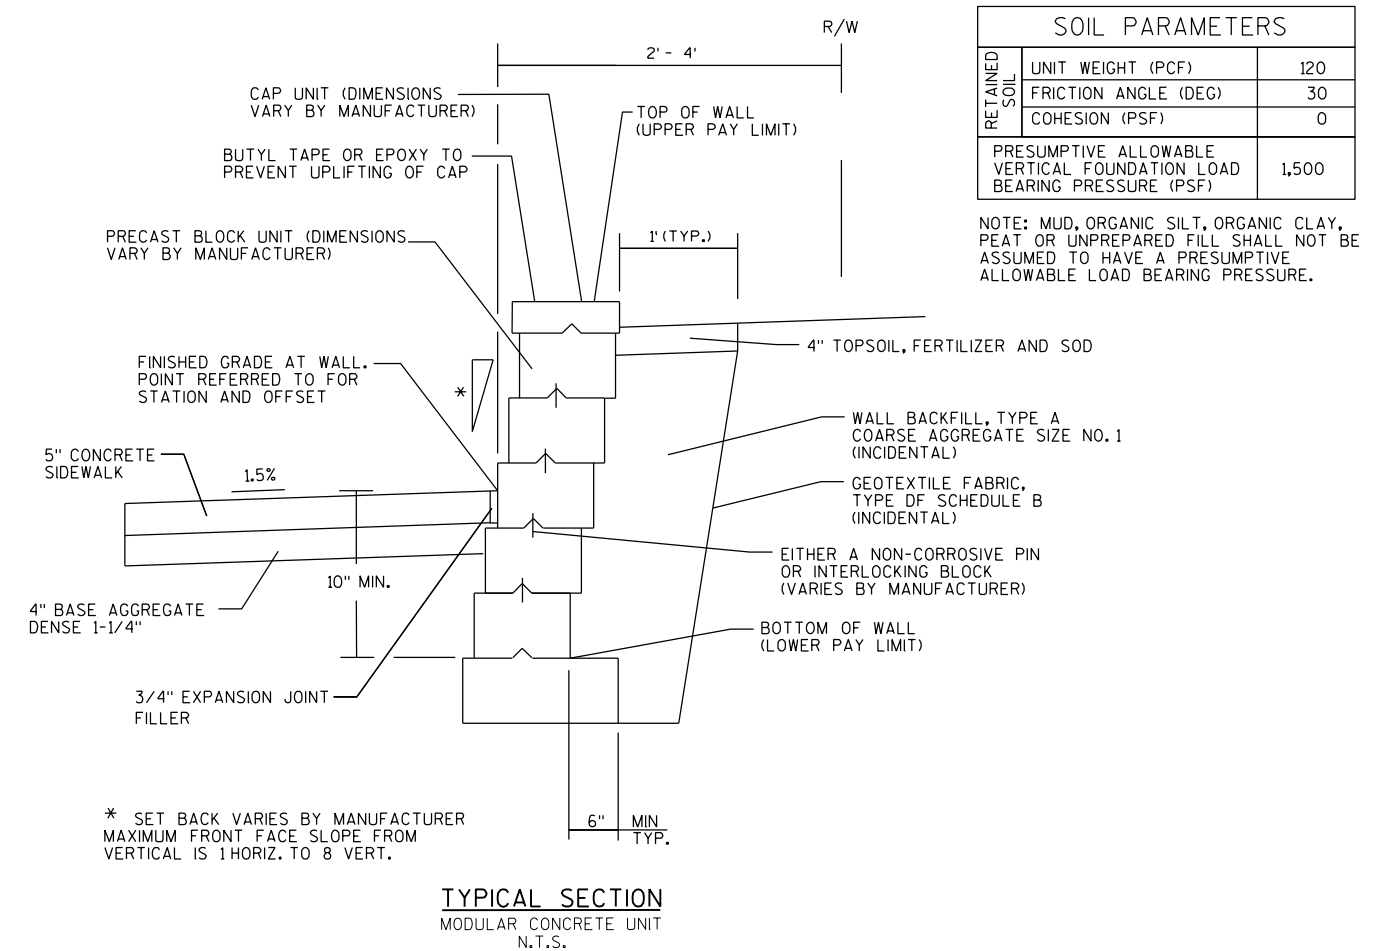 R/W
2' - 4'
CAP UNIT (DIMENSIONS
VARY BY MANUFACTURER)
TOP OF WALL
(UPPER PAY LIMIT)
BUTYL TAPE OR EPOXY TO
PREVENT UPLIFTING OF CAP
PRECAST BLOCK UNIT (DIMENSIONS
VARY BY MANUFACTURER)
1' (TYP.)
FINISHED GRADE AT WALL.
POINT REFERRED TO FOR
STATION AND OFFSET
*
4" TOPSOIL, FERTILIZER AND SOD
WALL BACKFILL, TYPE A
COARSE AGGREGATE SIZE NO. 1
(INCIDENTAL)
5" CONCRETE
SIDEWALK
1.5%
GEOTEXTILE FABRIC,
TYPE DF SCHEDULE B
(INCIDENTAL)
10" MIN.
EITHER A NON-CORROSIVE PIN
OR INTERLOCKING BLOCK
(VARIES BY MANUFACTURER)
4" BASE AGGREGATE
DENSE 1-1/4"
BOTTOM OF WALL
(LOWER PAY LIMIT)
3/4" EXPANSION JOINT
FILLER
6" MIN
TYP.
* SET BACK VARIES BY MANUFACTURER
MAXIMUM FRONT FACE SLOPE FROM
VERTICAL IS 1 HORIZ. TO 8 VERT.
TYPICAL SECTION
MODULAR CONCRETE UNIT
N.T.S.
SOIL PARAMETERS
RETAINED
SOIL
UNIT WEIGHT (PCF) 120
FRICTION ANGLE (DEG) 30
COHESION (PSF) 0
PRESUMPTIVE ALLOWABLE
VERTICAL FOUNDATION LOAD 1,500
BEARING PRESSURE (PSF)
NOTE: MUD, ORGANIC SILT, ORGANIC CLAY,
PEAT OR UNPREPARED FILL SHALL NOT BE
ASSUMED TO HAVE A PRESUMPTIVE
ALLOWABLE LOAD BEARING PRESSURE.